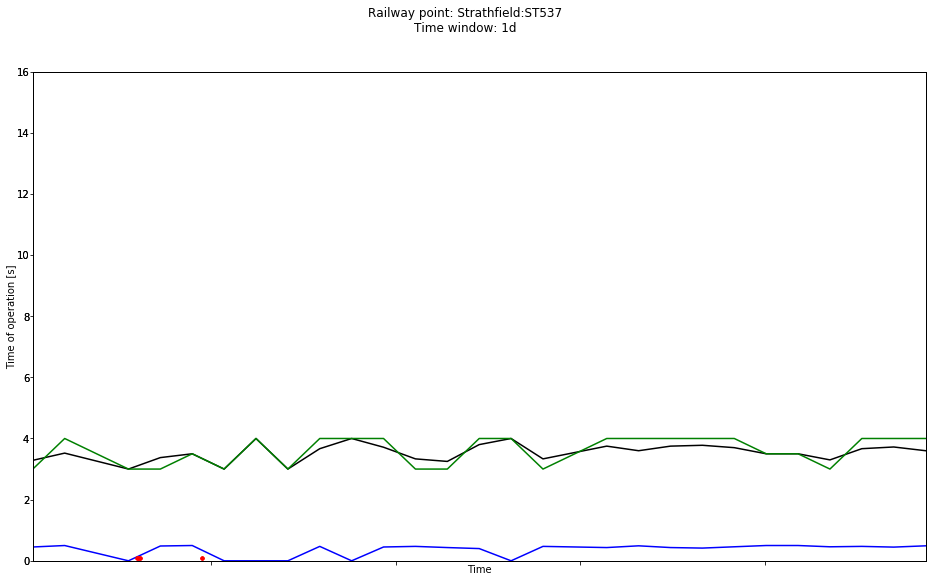 Railway point: Strathfield:ST537
Time window: 1d
16
14
12
10
8
6
4
2
0
Time of operation [s]
Time